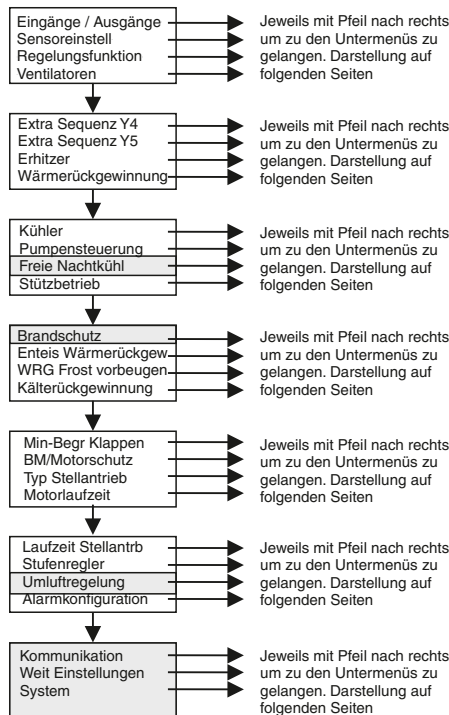 Eingänge / Ausgänge
Sensoreinstell
Regelungsfunktion
Ventilatoren
Jeweils mit Pfeil nach rechts
um zu den Untermenüs zu
gelangen. Darstellung auf
folgenden Seiten
Extra Sequenz Y4
Extra Sequenz Y5
Erhitzer
Wärmerückgewinnung
Jeweils mit Pfeil nach rechts
um zu den Untermenüs zu
gelangen. Darstellung auf
folgenden Seiten
Kühler
Pumpensteuerung
Freie Nachtkühl
Stützbetrieb
Jeweils mit Pfeil nach rechts
um zu den Untermenüs zu
gelangen. Darstellung auf
folgenden Seiten
Brandschutz
Enteis Wärmerückgew
WRG Frost vorbeugen
Kälterückgewinnung
Jeweils mit Pfeil nach rechts
um zu den Untermenüs zu
gelangen. Darstellung auf
folgenden Seiten
Min-Begr Klappen
BM/Motorschutz
Typ Stellantrieb
Motorlaufzeit
Jeweils mit Pfeil nach rechts
um zu den Untermenüs zu
gelangen. Darstellung auf
folgenden Seiten
Laufzeit Stellantrb
Stufenregler
Umluftregelung
Alarmkonfiguration
Jeweils mit Pfeil nach rechts
um zu den Untermenüs zu
gelangen. Darstellung auf
folgenden Seiten
Kommunikation
Weit Einstellungen
System
Jeweils mit Pfeil nach rechts
um zu den Untermenüs zu
gelangen. Darstellung auf
folgenden Seiten